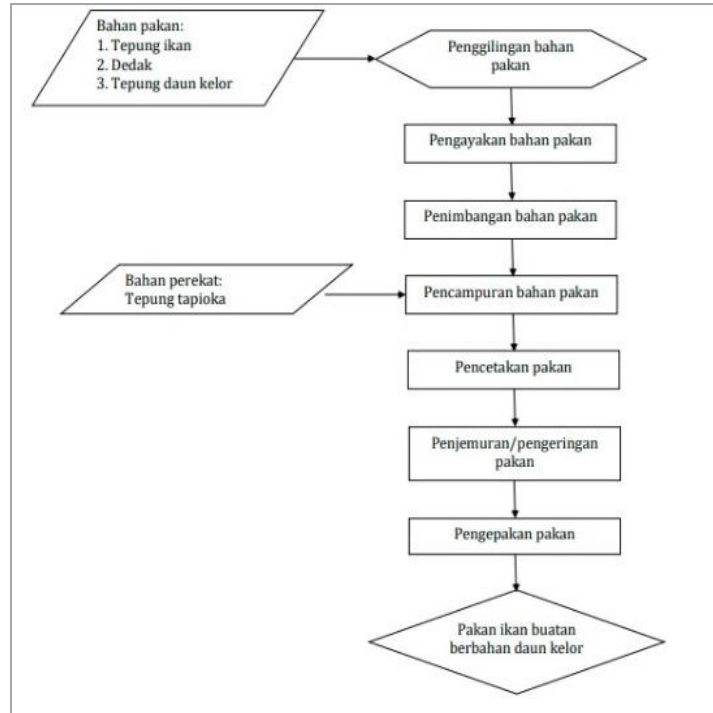 Bahan pakan:
1. Tepung ikan
2. Dedak
3. Tepung daun kelor
Penggilingan bahan
pakan
Pengayakan bahan pakan
Penimbangan bahan pakan
Bahan perekat:
Tepung tapioka
Pencampuran bahan pakan
Pencetakan pakan
Penjemuran/pengeringan
pakan
Pengepakan pakan
Pakan ikan buatan
berbahan daun kelor